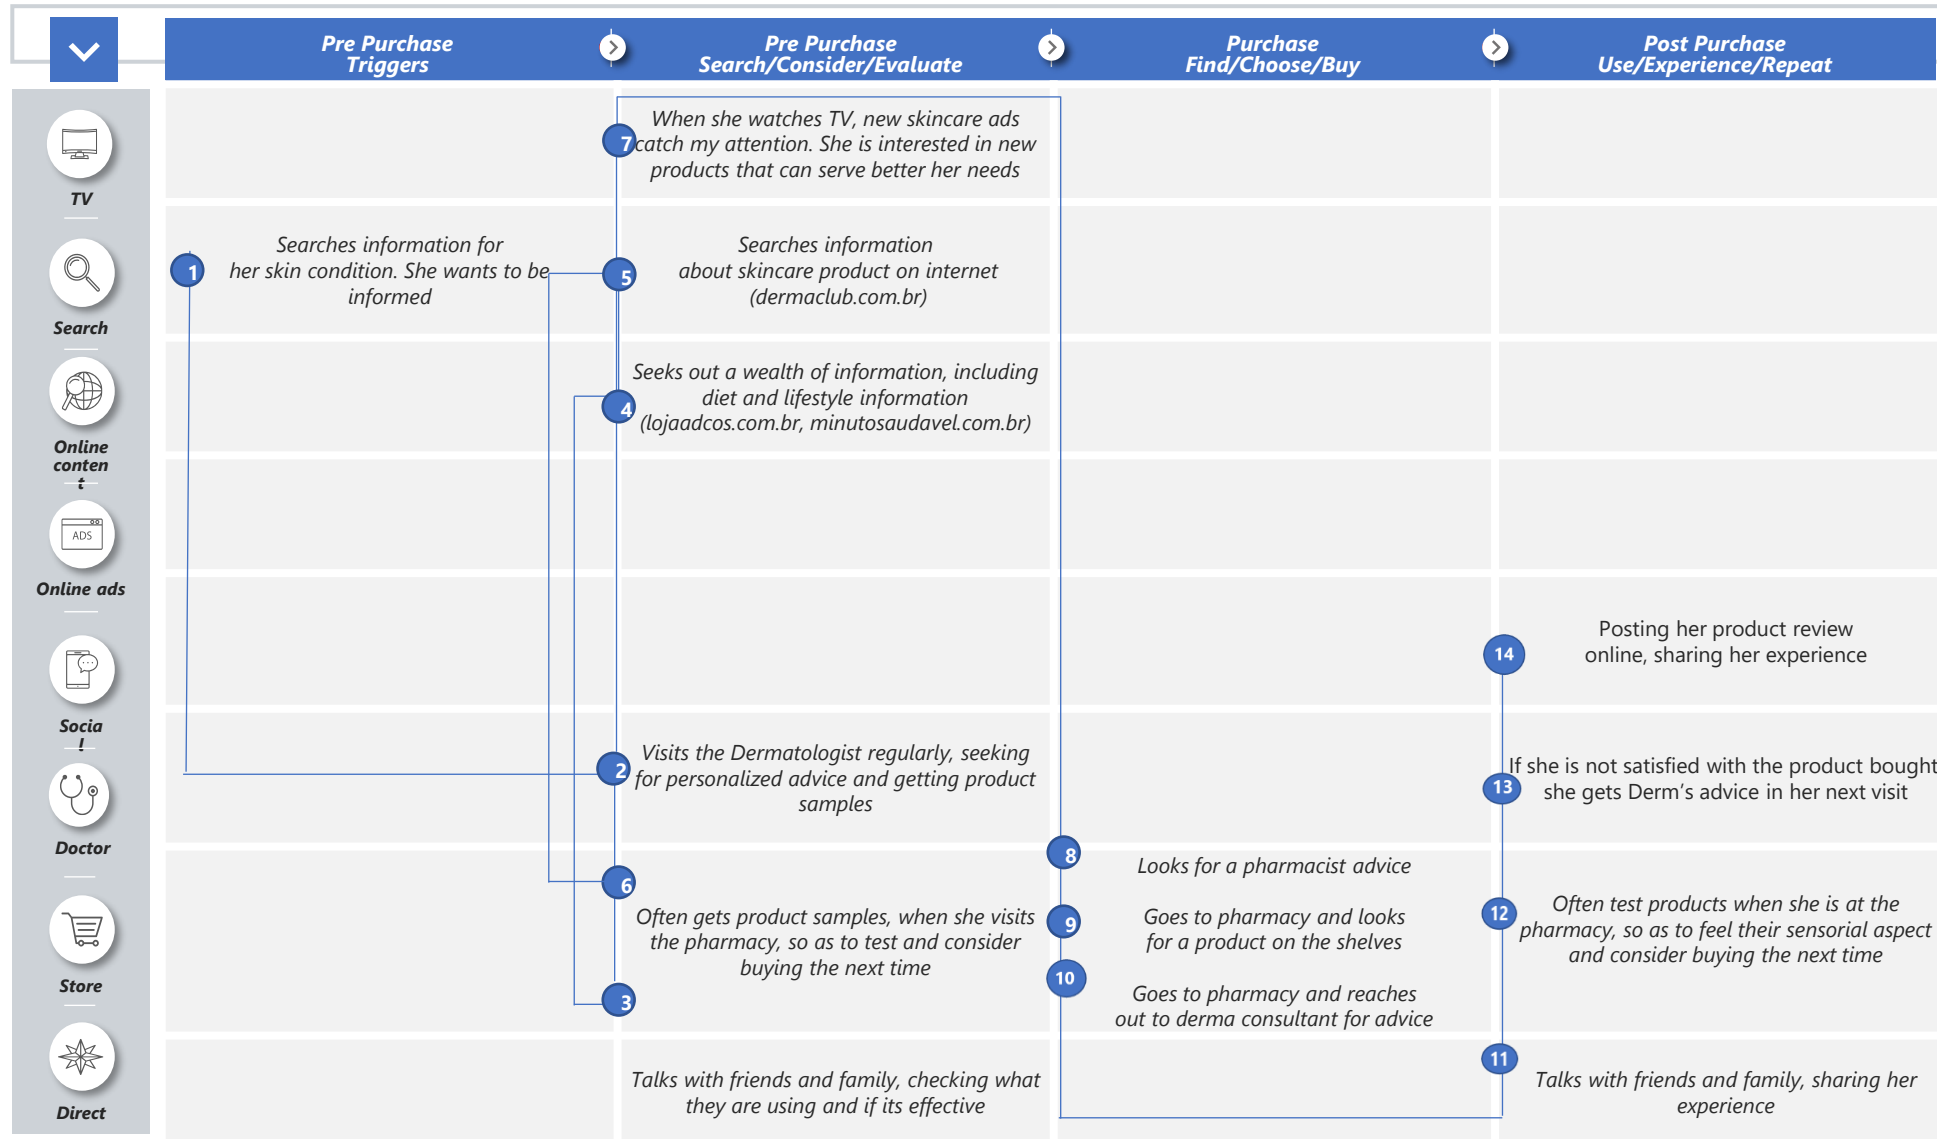 Pre Purchase
Triggers
Pre Purchase
Search/Consider/Evaluate
Purchase
Find/Choose/Buy
Post Purchase
Use/Experience/Repeat
TV
7
When she watches TV, new skincare ads
catch my attention. She is interested in new
products that can serve better her needs
Search
1
Searches information for
her skin condition. She wants to be
informed
5
Searches information
about skincare product on internet
(dermaclub.com.br)
Online
conten
t
4
Seeks out a wealth of information, including
diet and lifestyle information
(lojaadcos.com.br, minutosaudavel.com.br)
ADS
Online ads
Socia
l
14
Posting her product review
online, sharing her experience
Doctor
2
Visits the Dermatologist regularly, seeking
for personalized advice and getting product
samples
13
If she is not satisfied with the product bought
she gets Derm's advice in her next visit
Store
6
Often gets product samples, when she visits
the pharmacy, so as to test and consider
buying the next time
3
8
Looks for a pharmacist advice
9
Goes to pharmacy and looks
for a product on the shelves
10
Goes to pharmacy and reaches
out to derma consultant for advice
12
Often test products when she is at the
pharmacy, so as to feel their sensorial aspect
and consider buying the next time
Direct
Talks with friends and family, checking what
they are using and if its effective
11
Talks with friends and family, sharing her
experience